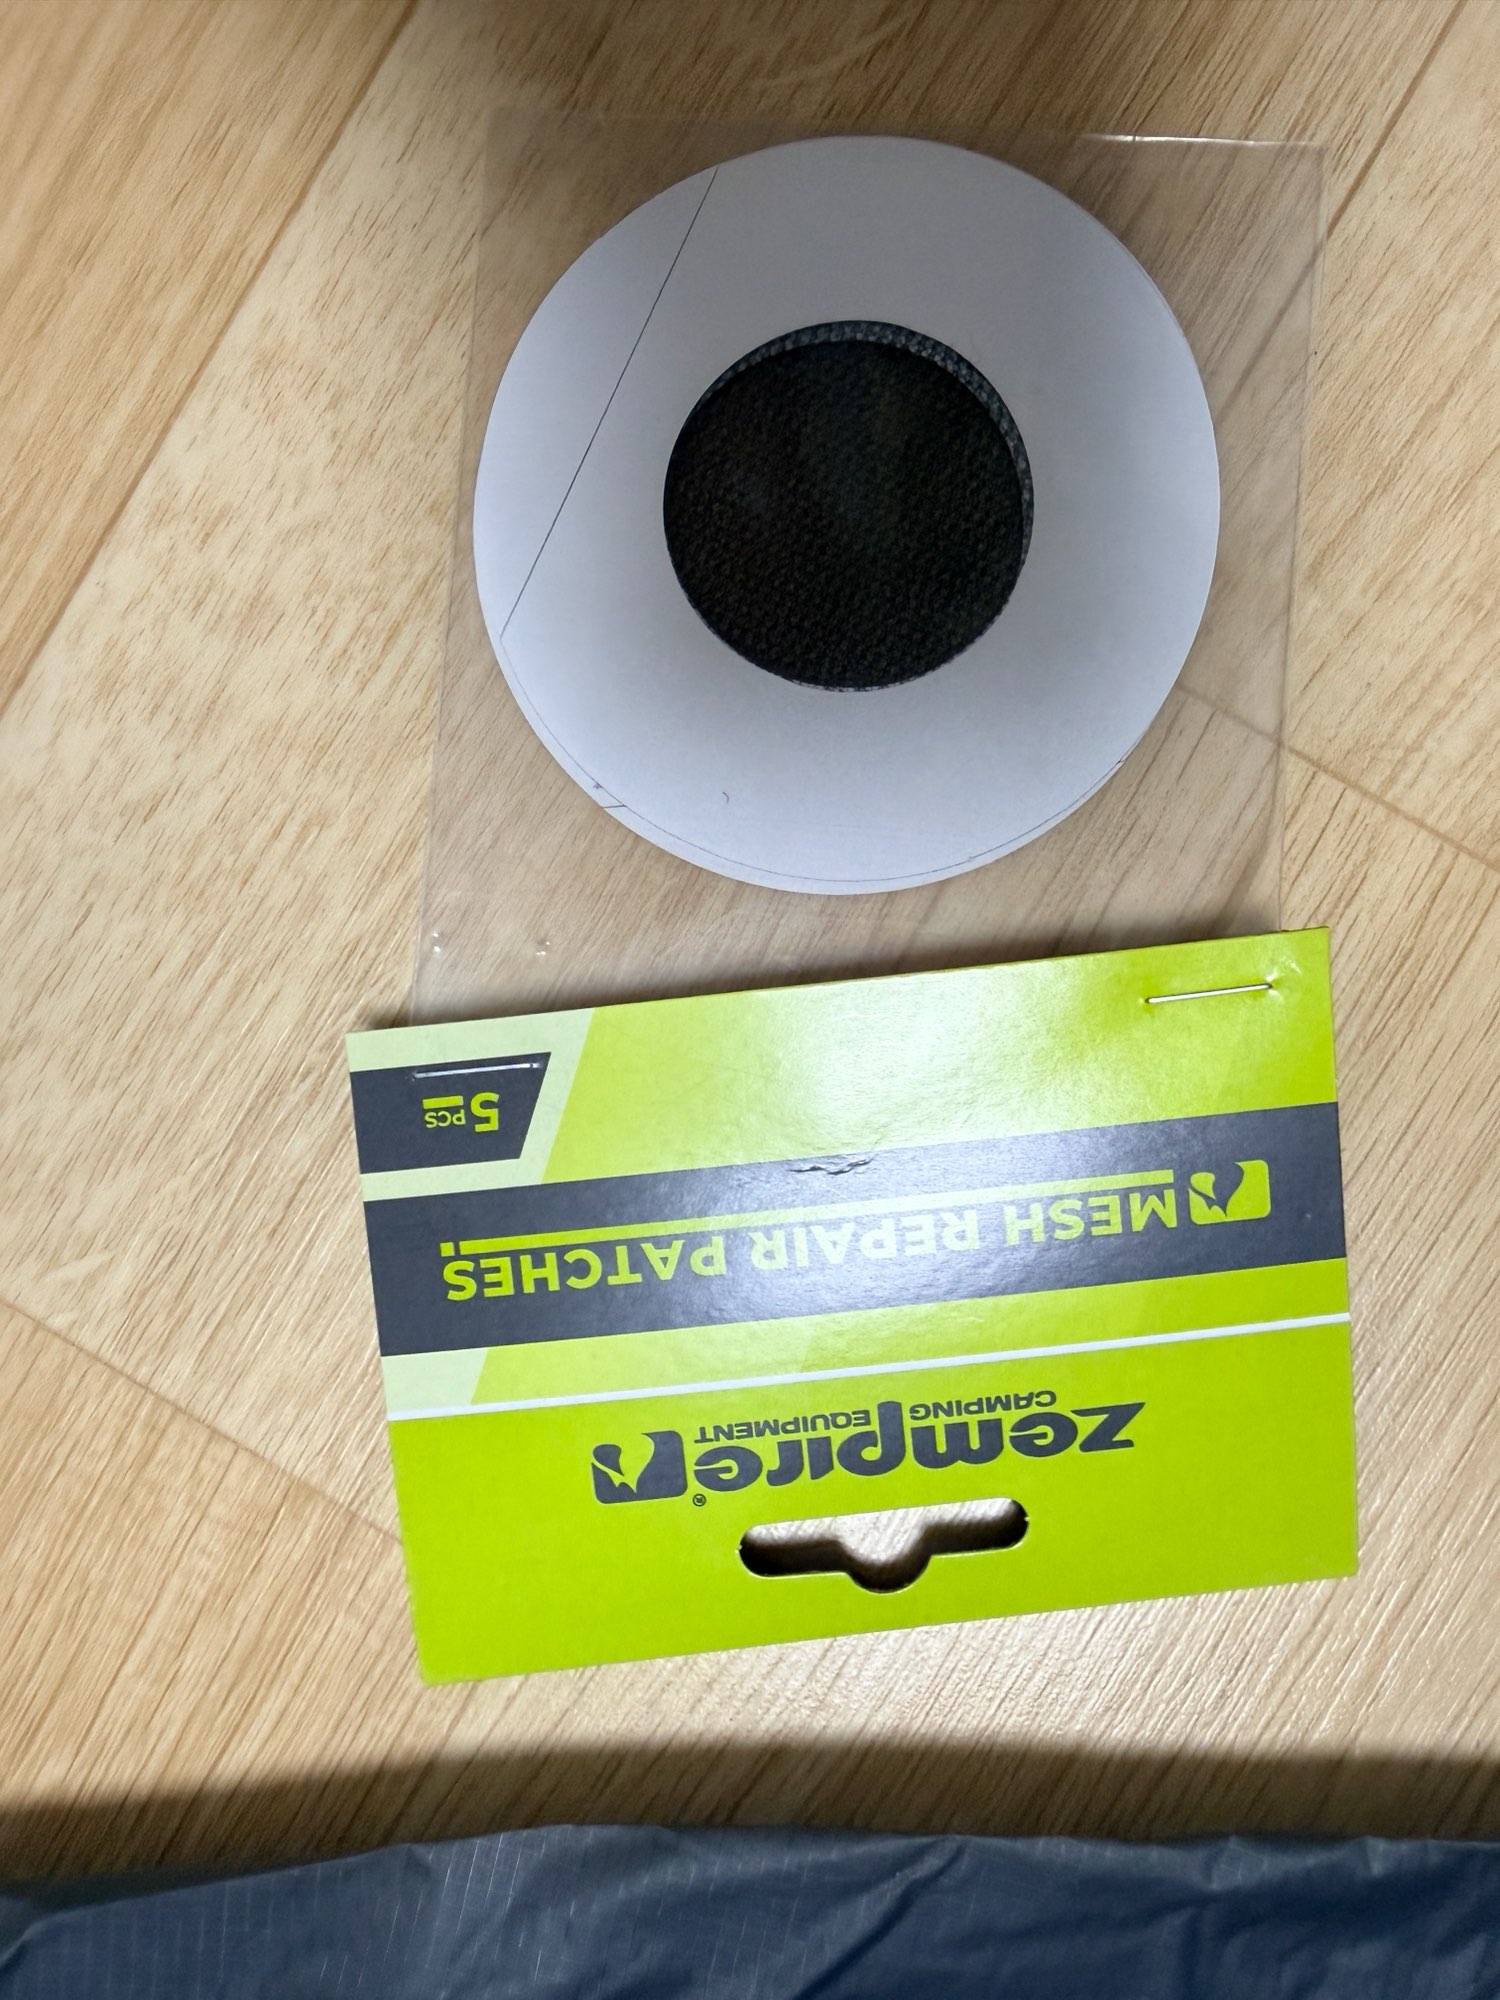 zempire®
CAMPING EQUIPMENT
MESH REPAIR PATCHES
5 PCS